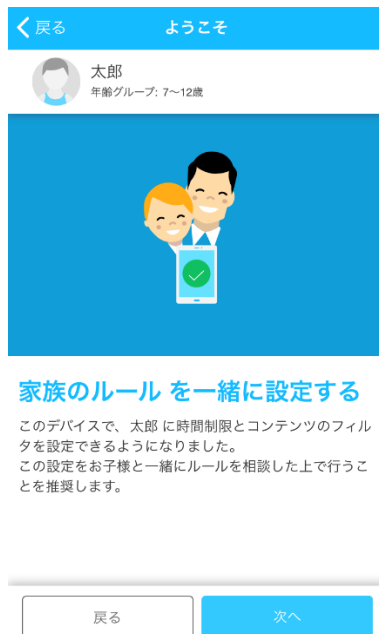 戻る
ようこそ
太郎
年齢グループ: 7～12歳
家族のルール を一緒に設定する
このデバイスで、太郎 に時間制限とコンテンツのフィル
タを設定できるようになりました。
この設定をお子様と一緒にルールを相談した上で行うこ
とを推奨します。
戻る
次へ